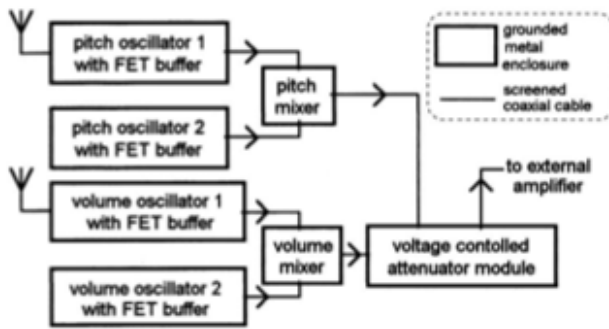 pitch oscillator 1
with FET buffer
pitch
mixer
pitch oscillator 2
with FET buffer
grounded
metal
enclosure
screened
coaxial cable
to external
amplifier
volume oscillator 1
with FET buffer
volume
mixer
voltage contolled
attenuator module
volume oscillator 2
with FET buffer